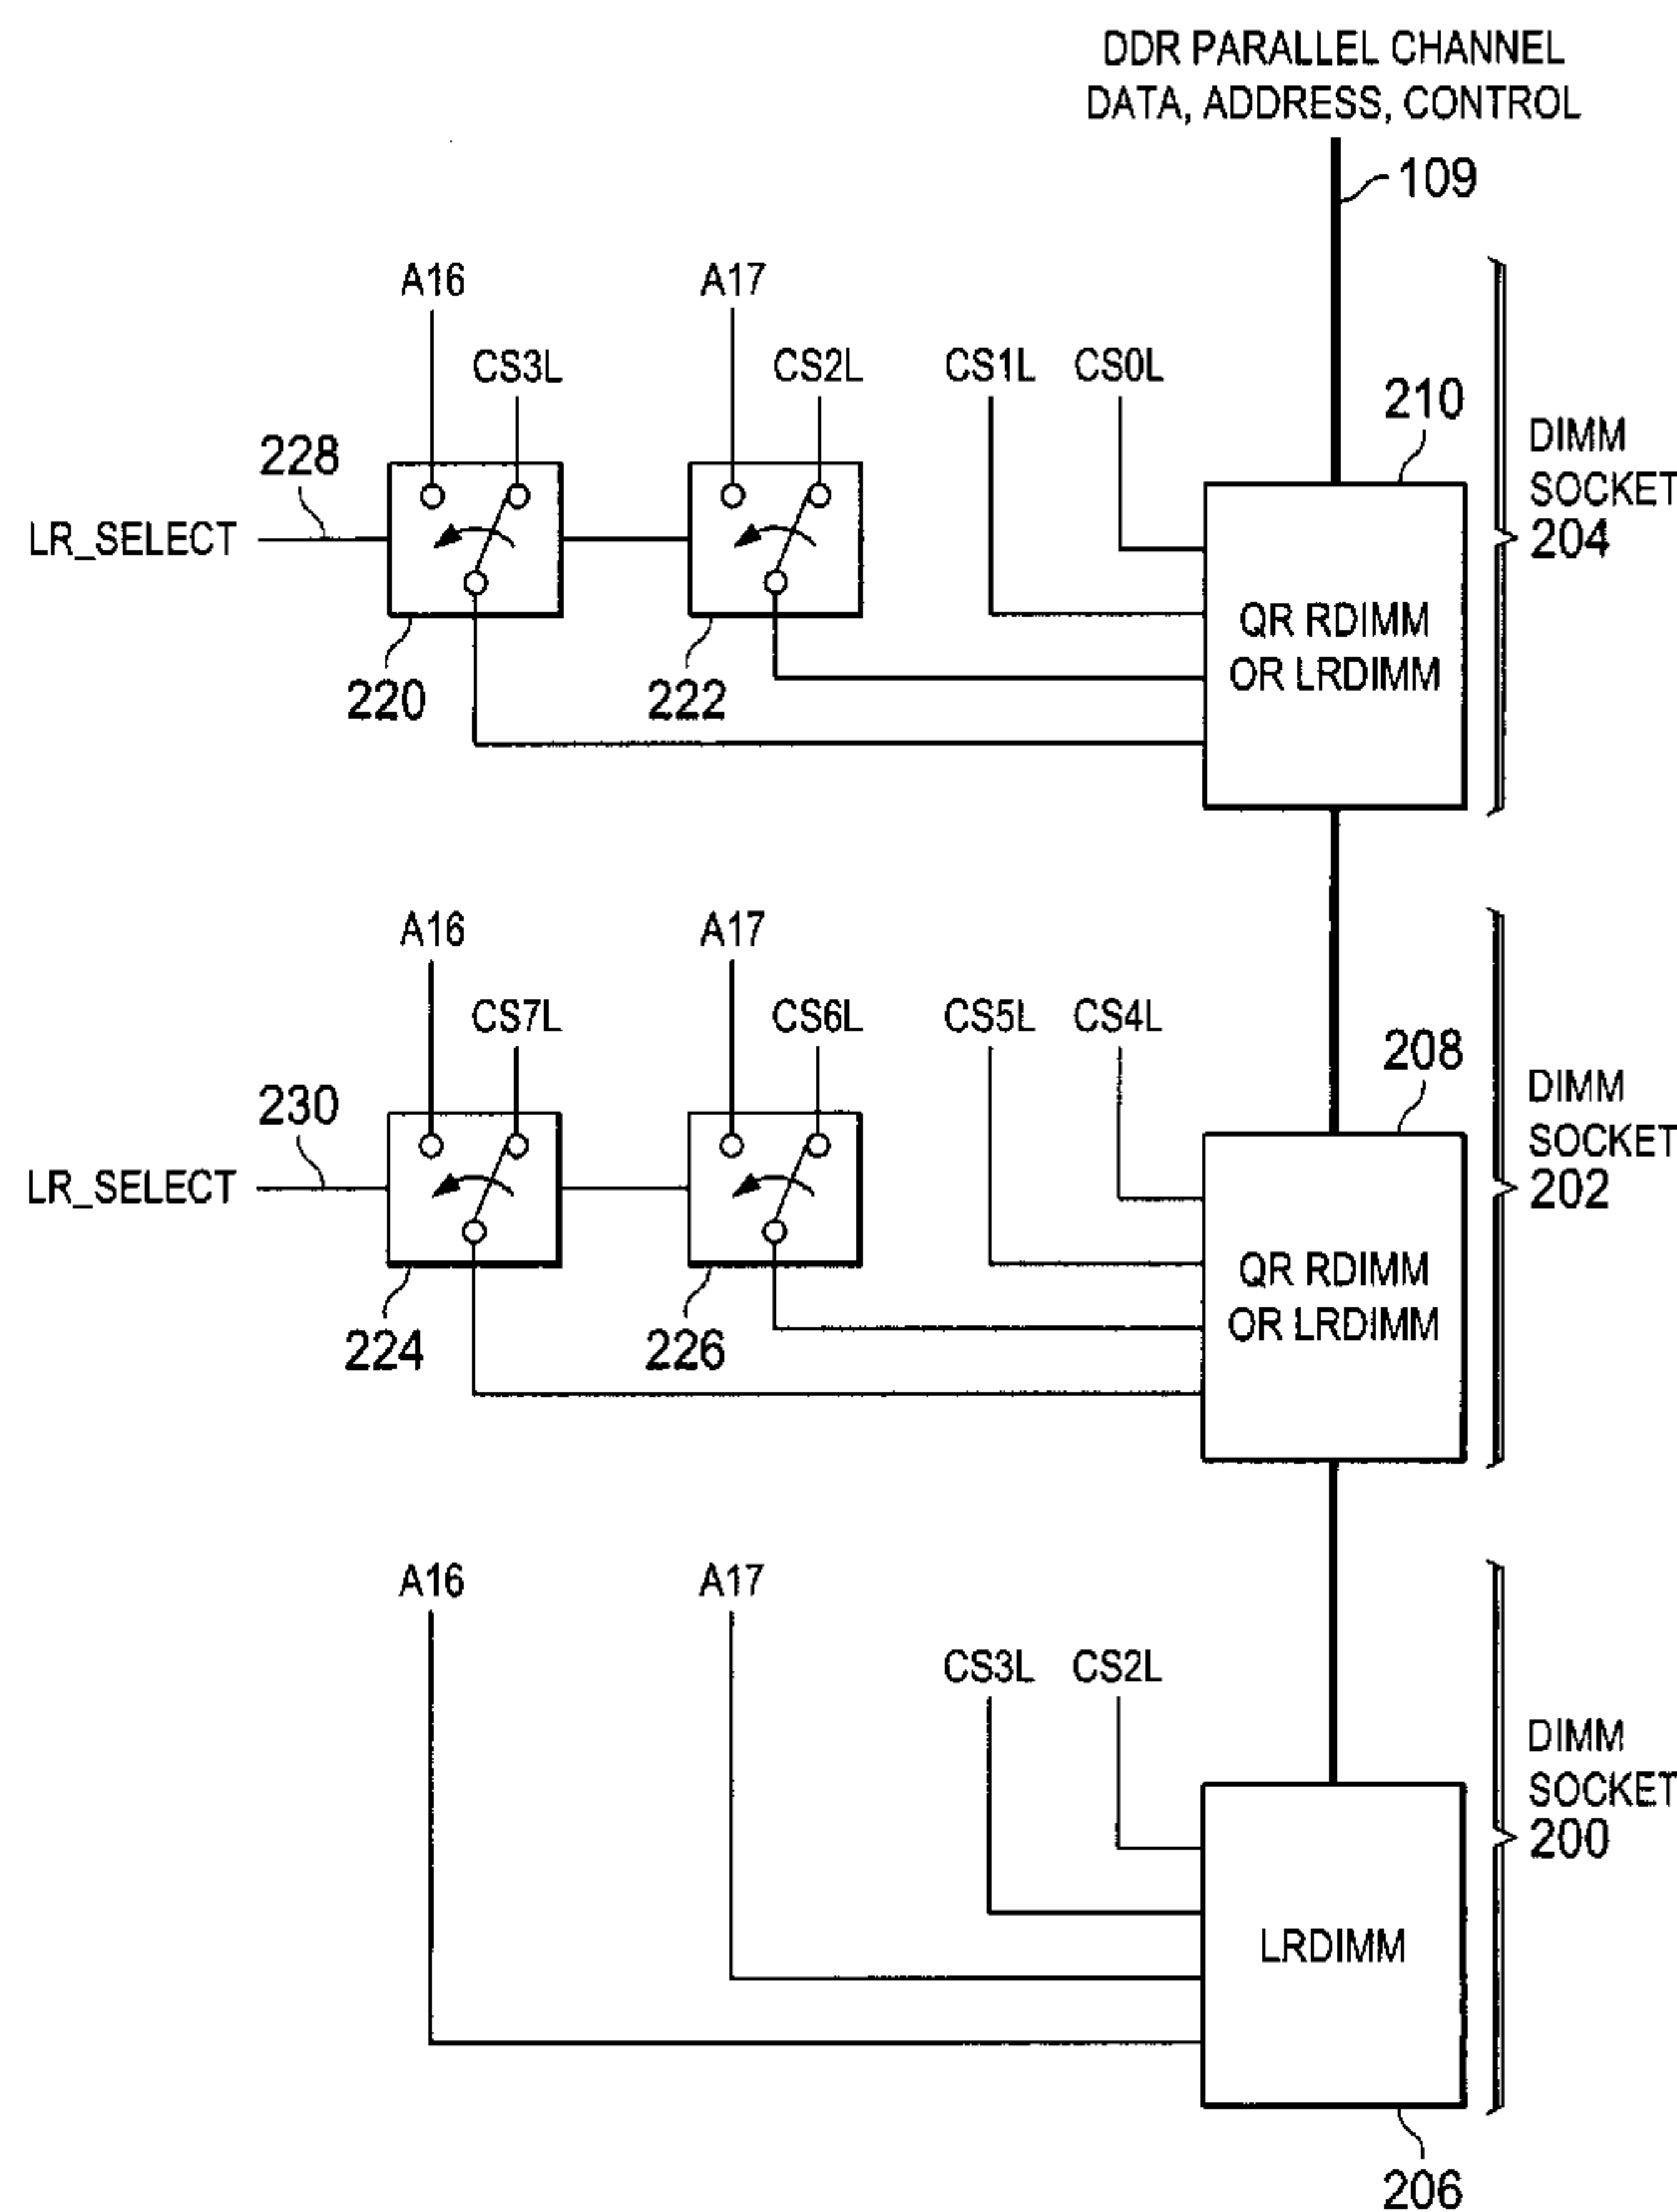 DDR PARALLEL CHANNEL
DATA, ADDRESS, CONTROL
109
A16
A17
CS3L
CS2L
CS1L
CS0L
210
228
DIMM
SOCKET
204
LR_SELECT
QR RDIMM
OR LRDIMM
220
222
A16
A17
CS7L
CS6L
CS5L
CS4L
208
230
DIMM
SOCKET
202
LR_SELECT
QR RDIMM
OR LRDIMM
224
226
A16
A17
CS3L
CS2L
DIMM
SOCKET
200
LRDIMM
206